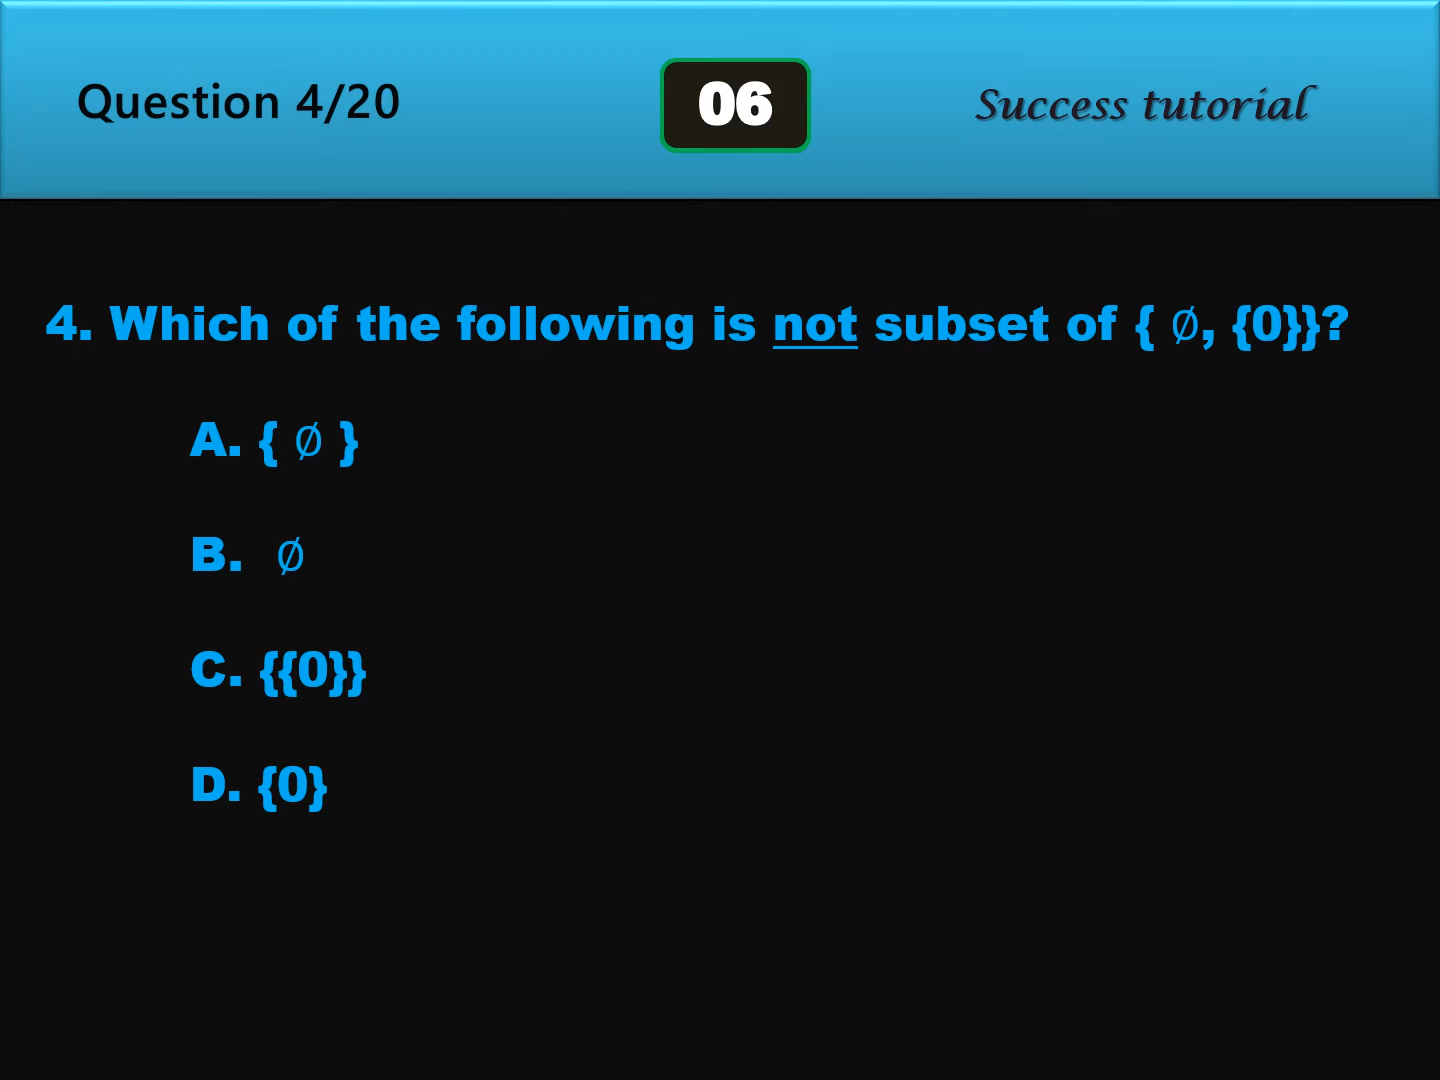 Question 4/20
06
Success tutorial
4. Which of the following is not subset of { ∅, {0}}?
A. { ∅ }
B. ∅
C. {{0}}
D. {0}